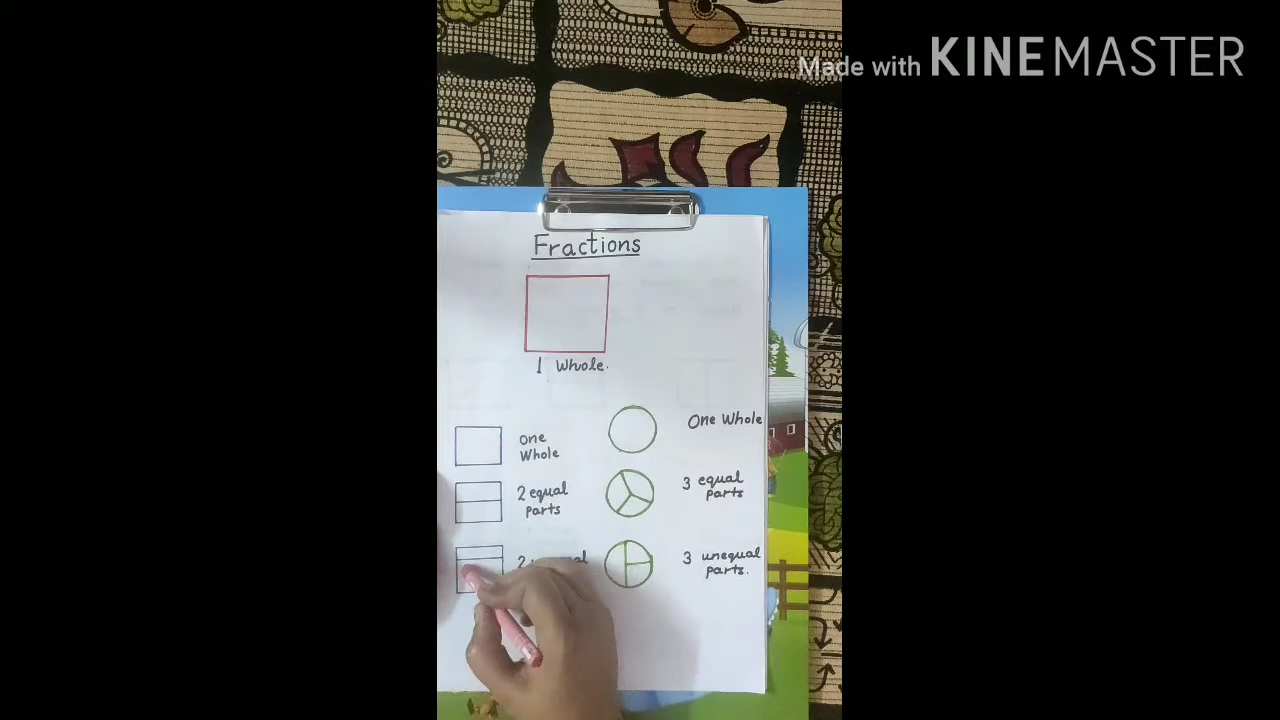 Made with KINEMASTER
Fractions
1 Whole.
One
Whole
One Whole
2 equal
parts
3 equal
parts
2
3 unequal
parts.